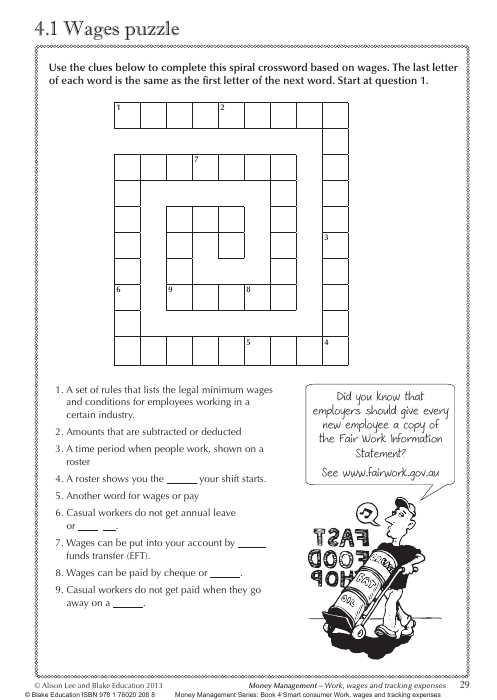 4.1 Wages puzzle
Use the clues below to complete this spiral crossword based on wages. The last letter
of each word is the same as the first letter of the next word. Start at question 1.
1
2
7
3
6
9
8
5
4
1. A set of rules that lists the legal minimum wages
and conditions for employees working in a
certain industry.
2. Amounts that are subtracted or deducted
3. A time period when people work, shown on a
roster
4. A roster shows you the _____ your shift starts.
5. Another word for wages or pay
6. Casual workers do not get annual leave
or ___ ___.
7. Wages can be put into your account by _____
funds transfer (EFT).
8. Wages can be paid by cheque or _____.
9. Casual workers do not get paid when they go
away on a _____.
Did you know that
employers should give every
new employee a copy of
the Fair Work Information
Statement?
See www.fairwork.gov.au
FAST
FOOD
SHOP
GREASE
FAT
OIL
© Alison Lee and Blake Education 2013
Money Management – Work, wages and tracking expenses
29
© Blake Education ISBN 978 1 76020 208 8
Money Management Series: Book 4 Smart consumer Work, wages and tracking expenses